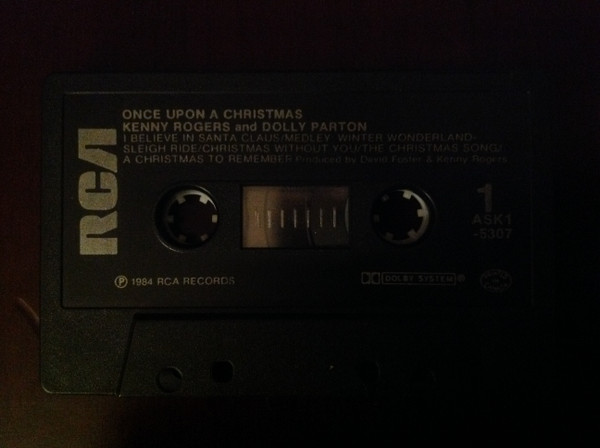 ONCE UPON A CHRISTMAS
KENNY ROGERS and DOLLY PARTON
I BELIEVE IN SANTA CLAUS/MEDLEY: WINTER WONDERLAND-
SLEIGH RIDE/CHRISTMAS WITHOUT YOU/THE CHRISTMAS SONG/
A CHRISTMAS TO REMEMBER Produced by David Foster & Kenny Rogers
RCA
1
ASK1
-5307
Ⓟ 1984 RCA RECORDS
DOLBY SYSTEM®